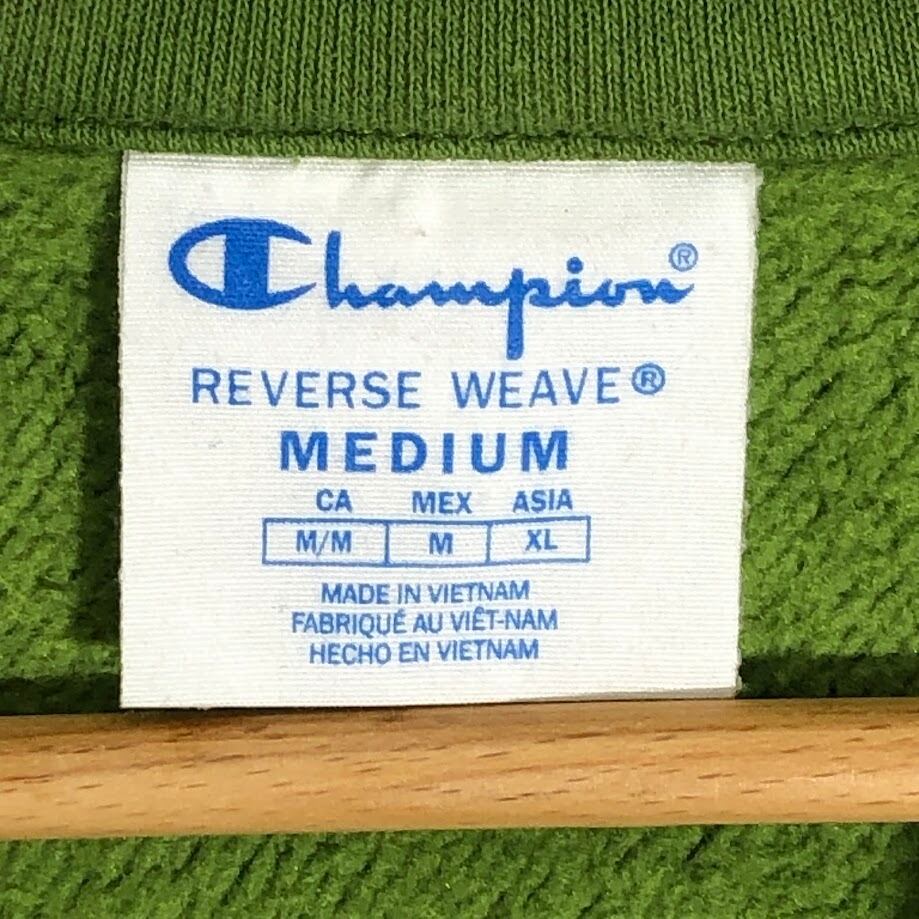 Champion®
REVERSE WEAVE®
MEDIUM
CA MEX ASIA
M/M M XL
MADE IN VIETNAM
FABRIQUÉ AU VIÊT-NAM
HECHO EN VIETNAM